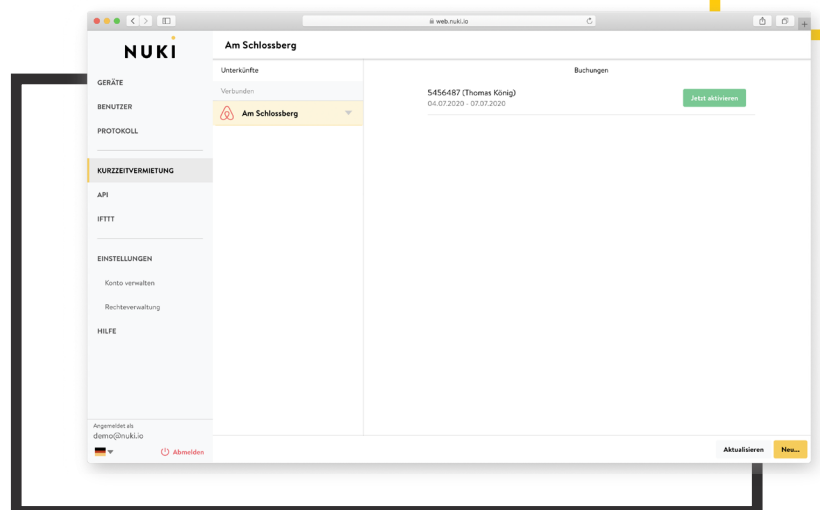 web.nuki.io
NUKI
Am Schlossberg
GERÄTE
BENUTZER
PROTOKOLL
KURZZEITVERMIETUNG
API
IFTTT
EINSTELLUNGEN
Konto verwalten
Rechteverwaltung
HILFE
Angemeldet als
demo@nuki.io
Abmelden
Unterkünfte
Verbunden
Am Schlossberg
Buchungen
5456487 (Thomas König)
04.07.2020 - 07.07.2020
Jetzt aktivieren
Aktualisieren
Neu...